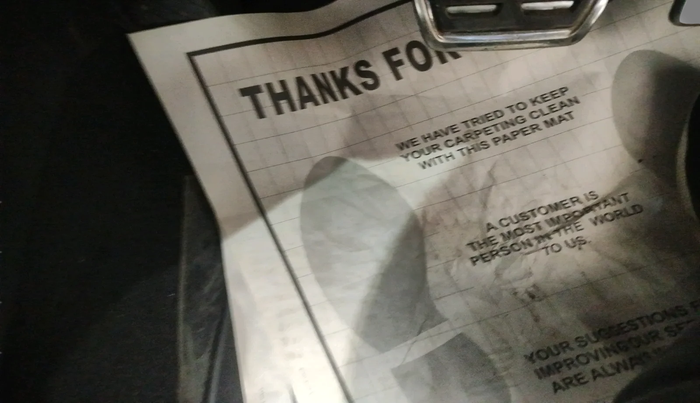 THANKS FOR
WE HAVE TRIED TO KEEP
YOUR CARPETING CLEAN
WITH THIS PAPER MAT
A CUSTOMER IS
THE MOST IMPORTANT
PERSON IN THE WORLD
TO US.
YOUR SUGGESTIONS
IMPROVING OUR
ARE